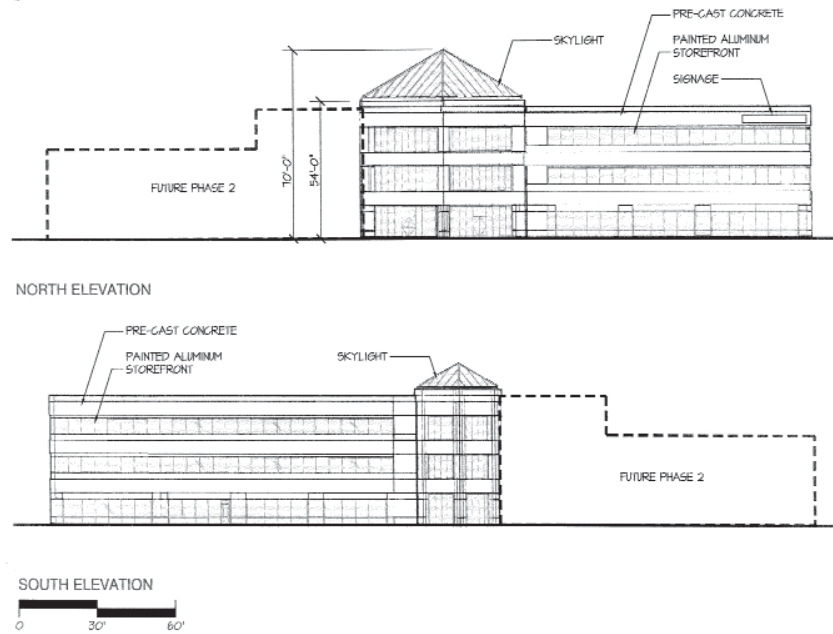 PRE-CAST CONCRETE
SKYLIGHT
PAINTED ALUMINUM
STOREFRONT
SIGNAGE
70'-0"
54'-0"
FUTURE PHASE 2
NORTH ELEVATION
PRE-CAST CONCRETE
PAINTED ALUMINUM
STOREFRONT
SKYLIGHT
FUTURE PHASE 2
SOUTH ELEVATION
0 30' 60'